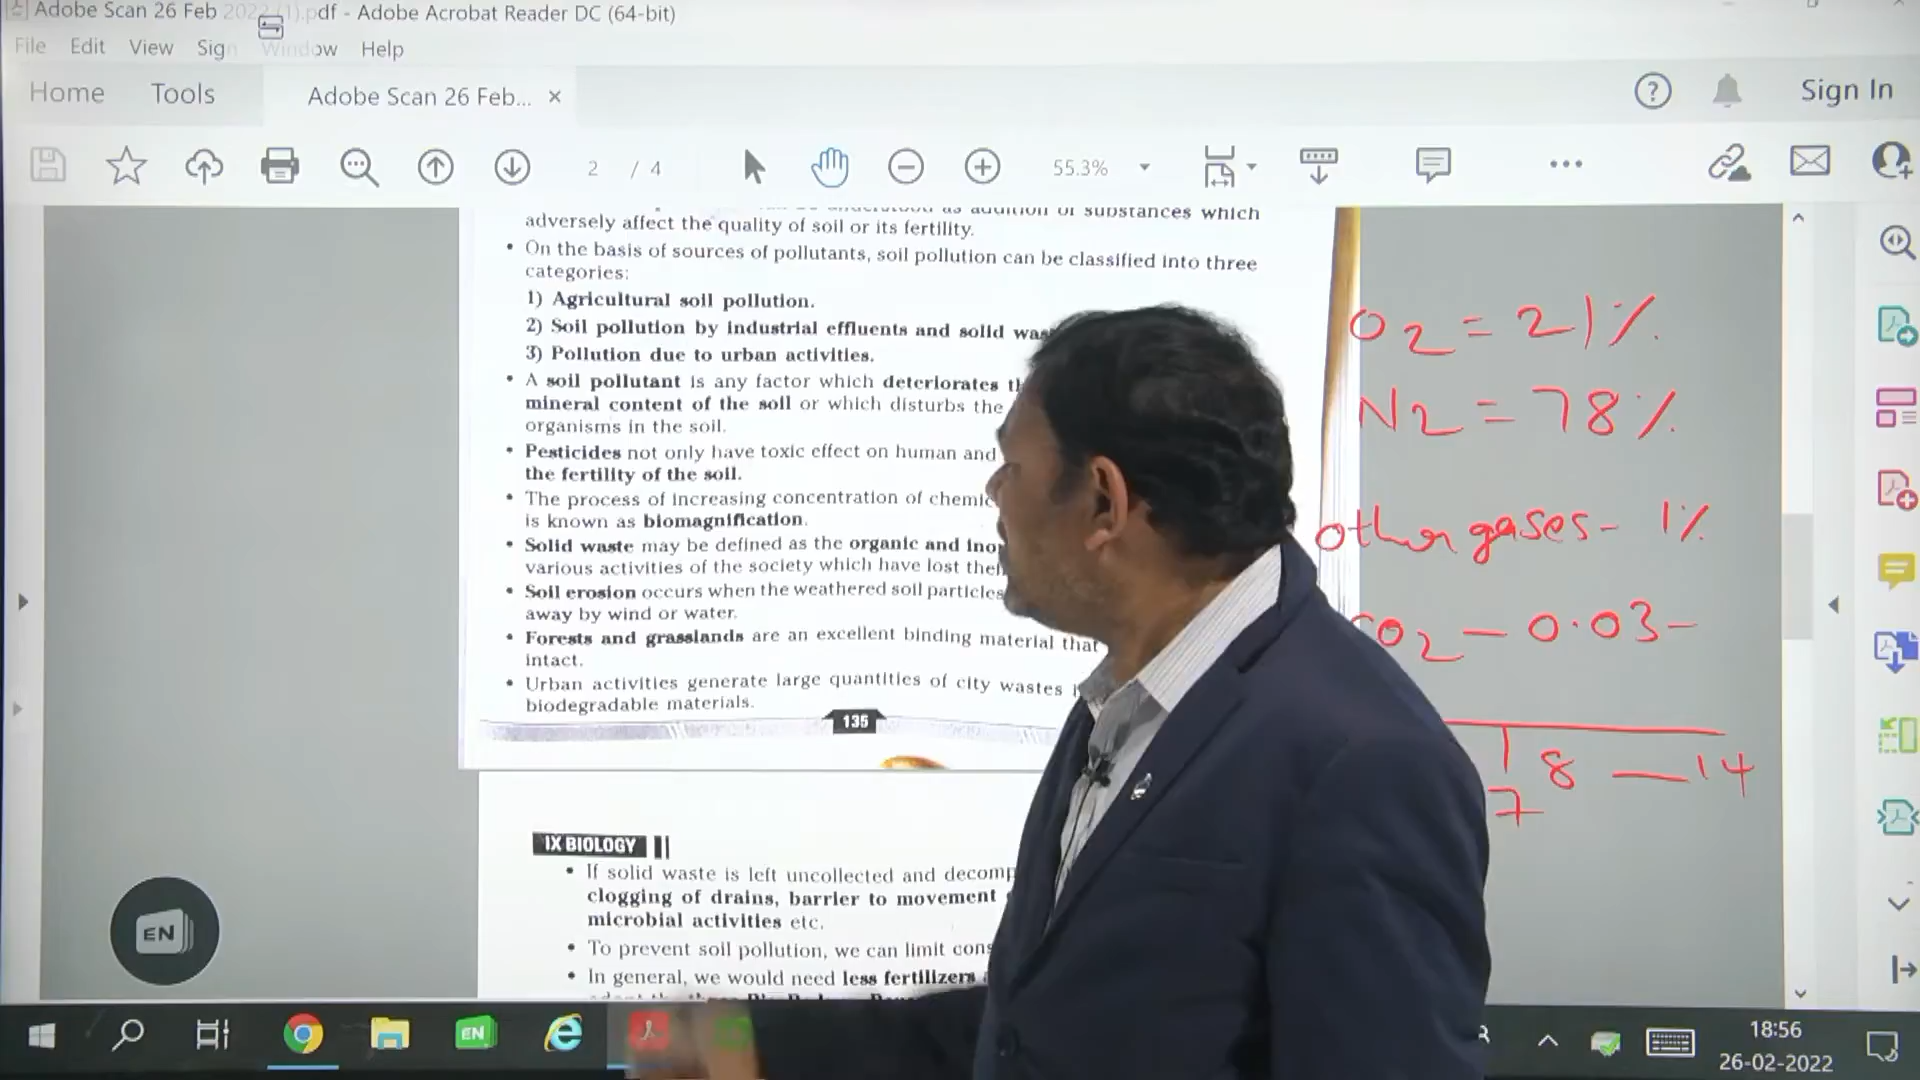 Adobe Scan 26 Feb 2022 (1).pdf - Adobe Acrobat Reader DC (64-bit)
File Edit View Sign Window Help
Home Tools Adobe Scan 26 Feb... × ? Sign In
2 / 4 55.3%
as addition of substances which
adversely affect the quality of soil or its fertility.
• On the basis of sources of pollutants, soil pollution can be classified into three
categories:
1) Agricultural soil pollution.
2) Soil pollution by industrial effluents and solid was
3) Pollution due to urban activities.
• A soil pollutant is any factor which deteriorates th
mineral content of the soil or which disturbs the
organisms in the soil.
• Pesticides not only have toxic effect on human and
the fertility of the soil.
• The process of increasing concentration of chemic
is known as biomagnification.
• Solid waste may be defined as the organic and ino
various activities of the society which have lost thei
• Soil erosion occurs when the weathered soil particles
away by wind or water.
• Forests and grasslands are an excellent binding material that
intact.
• Urban activities generate large quantities of city wastes
biodegradable materials.
135
IX BIOLOGY
• If solid waste is left uncollected and decomp
clogging of drains, barrier to movement
microbial activities etc.
• To prevent soil pollution, we can limit cons
• In general, we would need less fertilizers
O2 = 21%
N2 = 78%
other gases - 1%
CO2 - 0.03-
7 8 — 14
EN
EN
18:56
26-02-2022